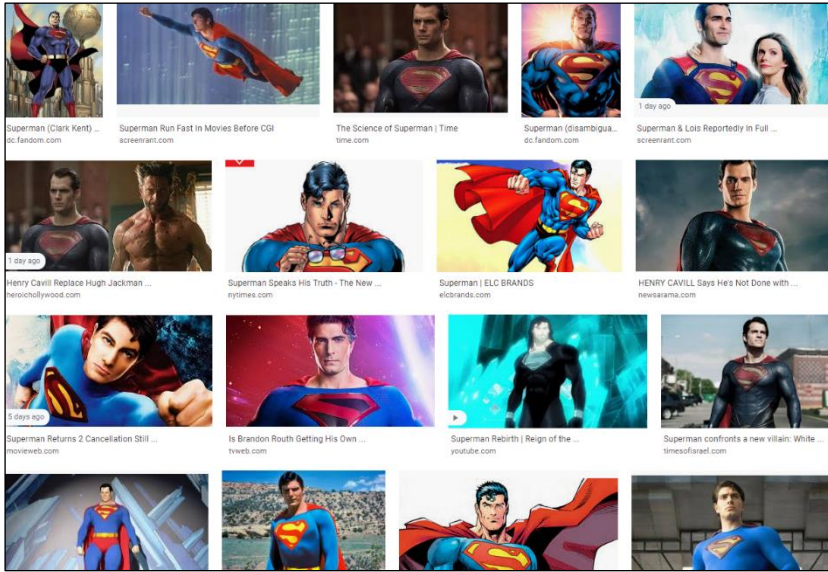 Superman (Clark Kent) ...
dc.fandom.com
Superman Run Fast In Movies Before CGI
screenrant.com
The Science of Superman | Time
time.com
Superman (disambigua...
dc.fandom.com
1 day ago
Superman & Lois Reportedly In Full ...
screenrant.com
1 day ago
Henry Cavill Replace Hugh Jackman ...
heroichollywood.com
Superman Speaks His Truth - The New ...
nytimes.com
Superman | ELC BRANDS
elcbrands.com
HENRY CAVILL Says He's Not Done with ...
newsarama.com
5 days ago
Superman Returns 2 Cancellation Still ...
movieweb.com
Is Brandon Routh Getting His Own ...
tvweb.com
Superman Rebirth | Reign of the ...
youtube.com
Superman confronts a new villain: White ...
timesofisrael.com